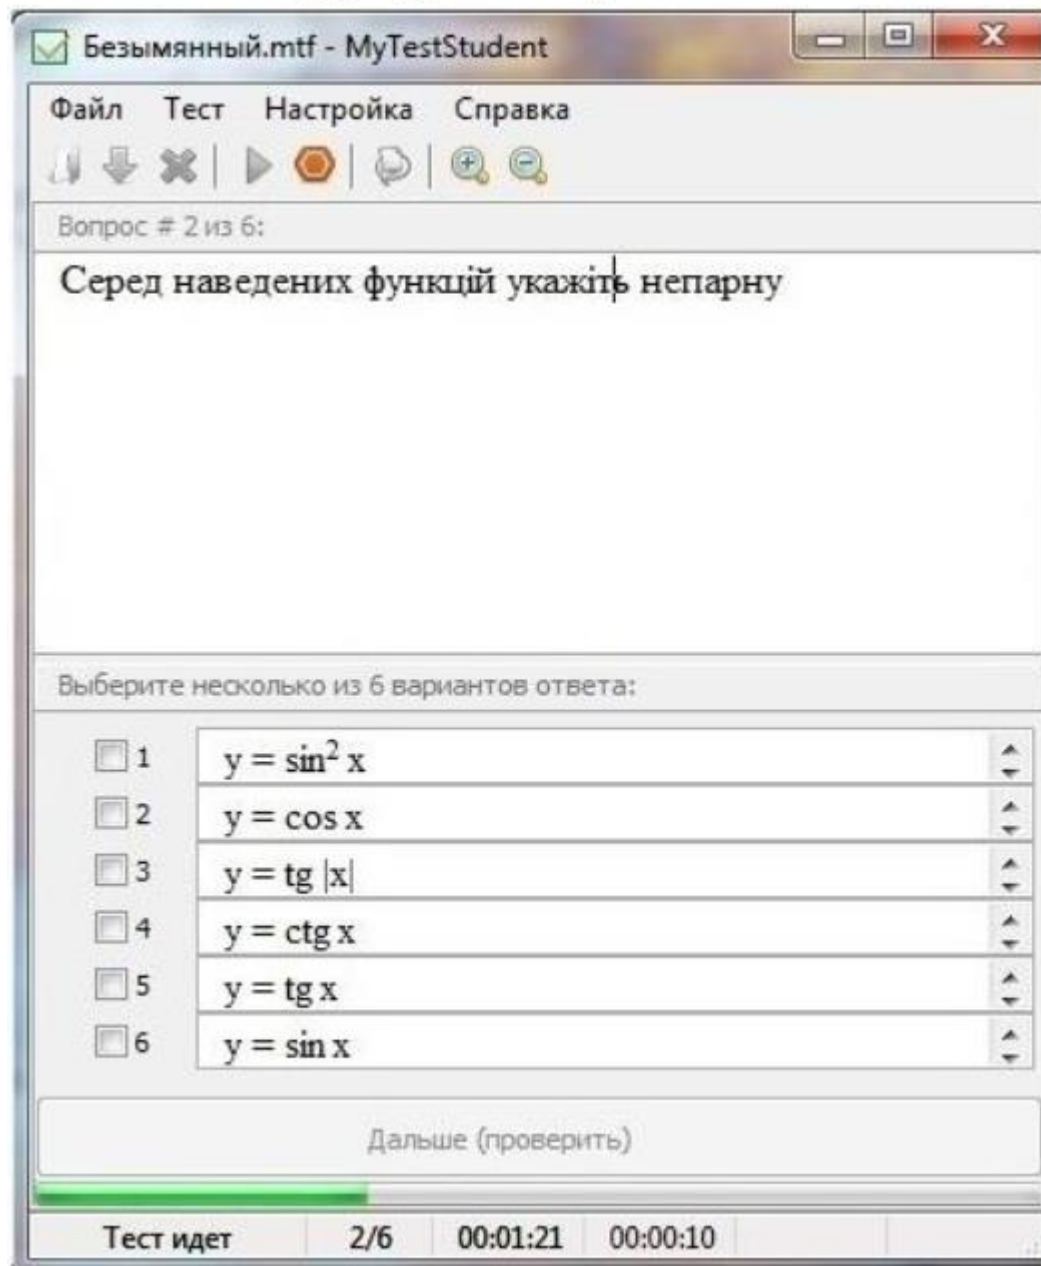 Безымянный.mtf - MyTestStudent
Файл Тест Настройка Справка
Вопрос # 2 из 6:
Серед наведених функцій укажіть непарну
Выберите несколько из 6 вариантов ответа:
1 y = sin² x
2 y = cos x
3 y = tg |x|
4 y = ctg x
5 y = tg x
6 y = sin x
Дальше (проверить)
Тест идет 2/6 00:01:21 00:00:10